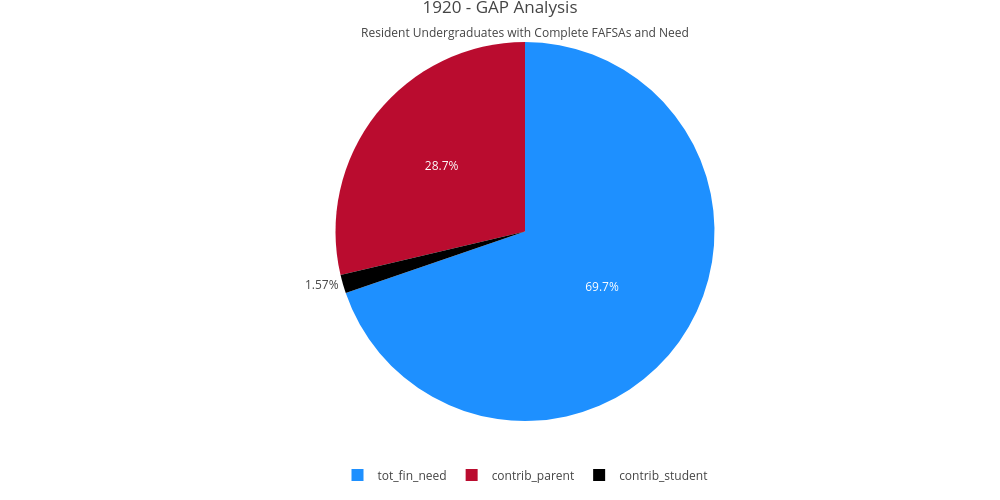 1920 - GAP Analysis
Resident Undergraduates with Complete FAFSAs and Need
28.7%
1.57%
69.7%
tot_fin_need contrib_parent contrib_student